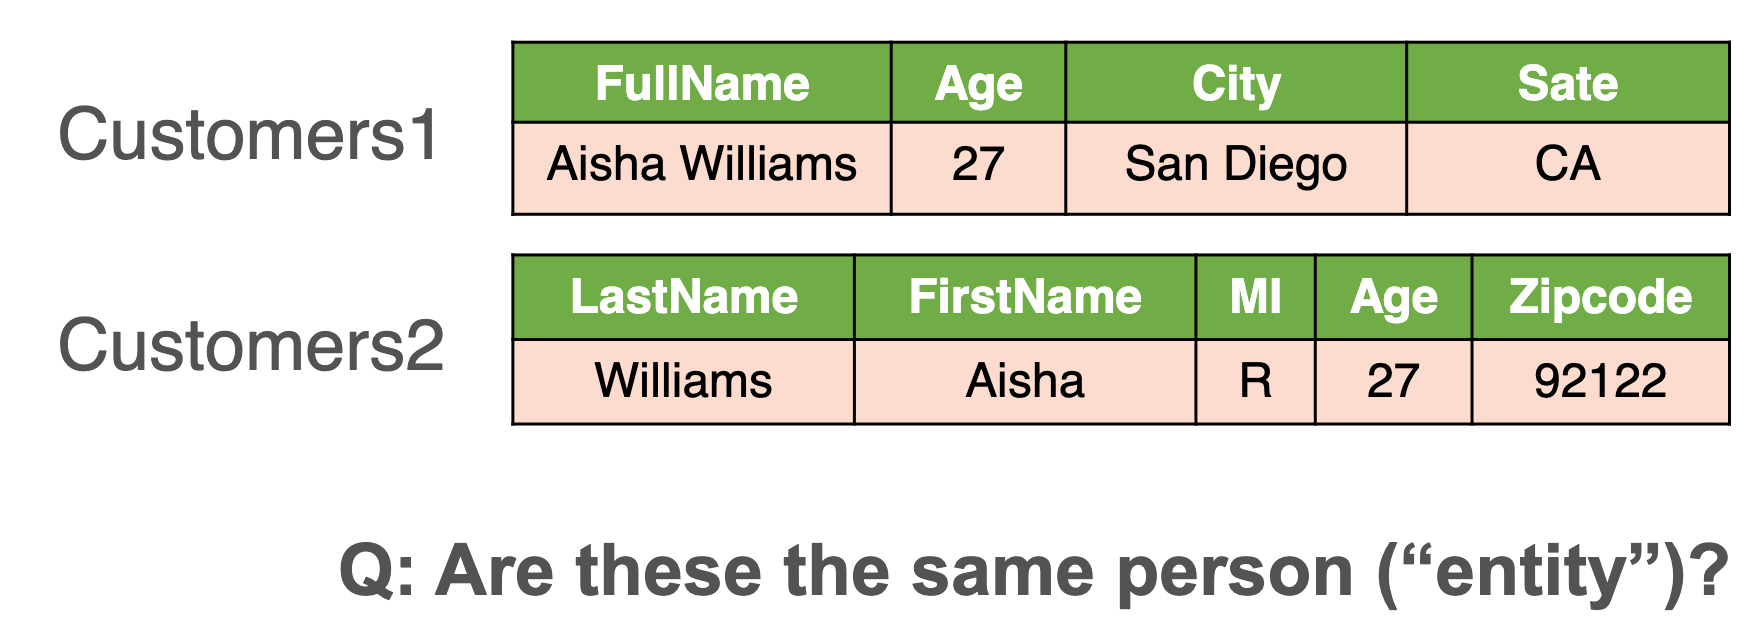 Customers1
FullName Age City Sate
Aisha Williams 27 San Diego CA
Customers2
LastName FirstName MI Age Zipcode
Williams Aisha R 27 92122
Q: Are these the same person (“entity”)?